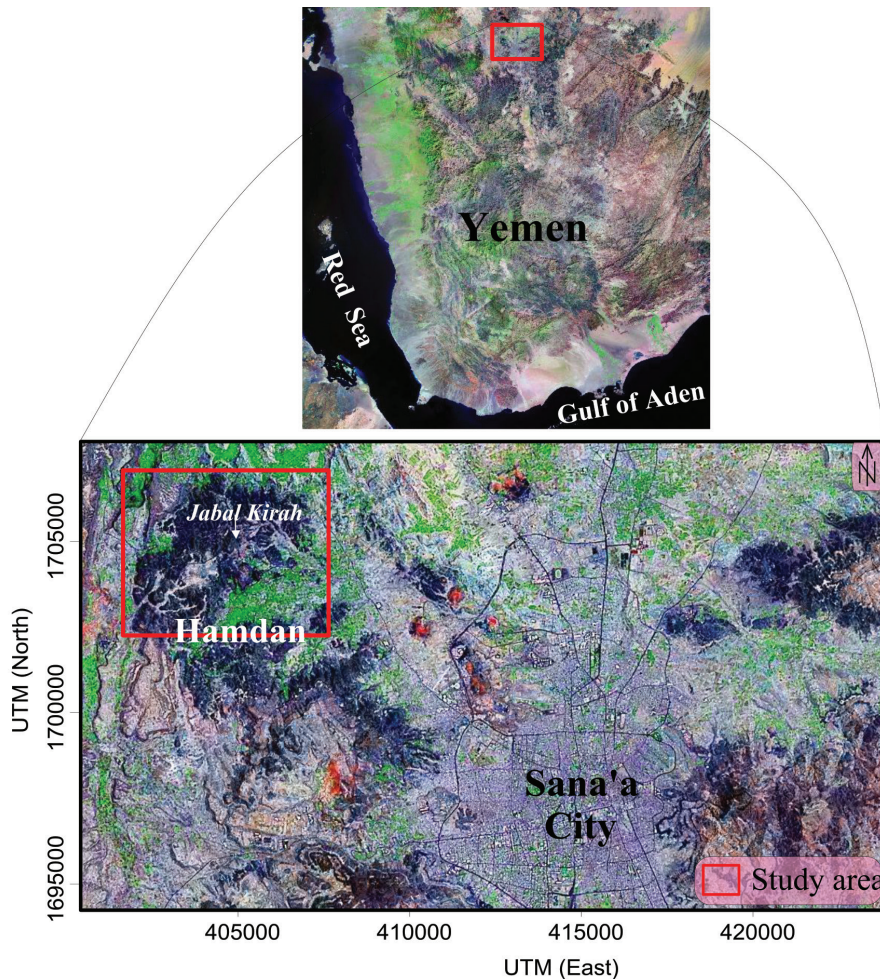 Yemen
Red Sea
Gulf of Aden
N
Jabal Kirah
Hamdan
Sana'a
City
Study area
UTM (North)
1705000
1700000
1695000
405000
410000
415000
420000
UTM (East)